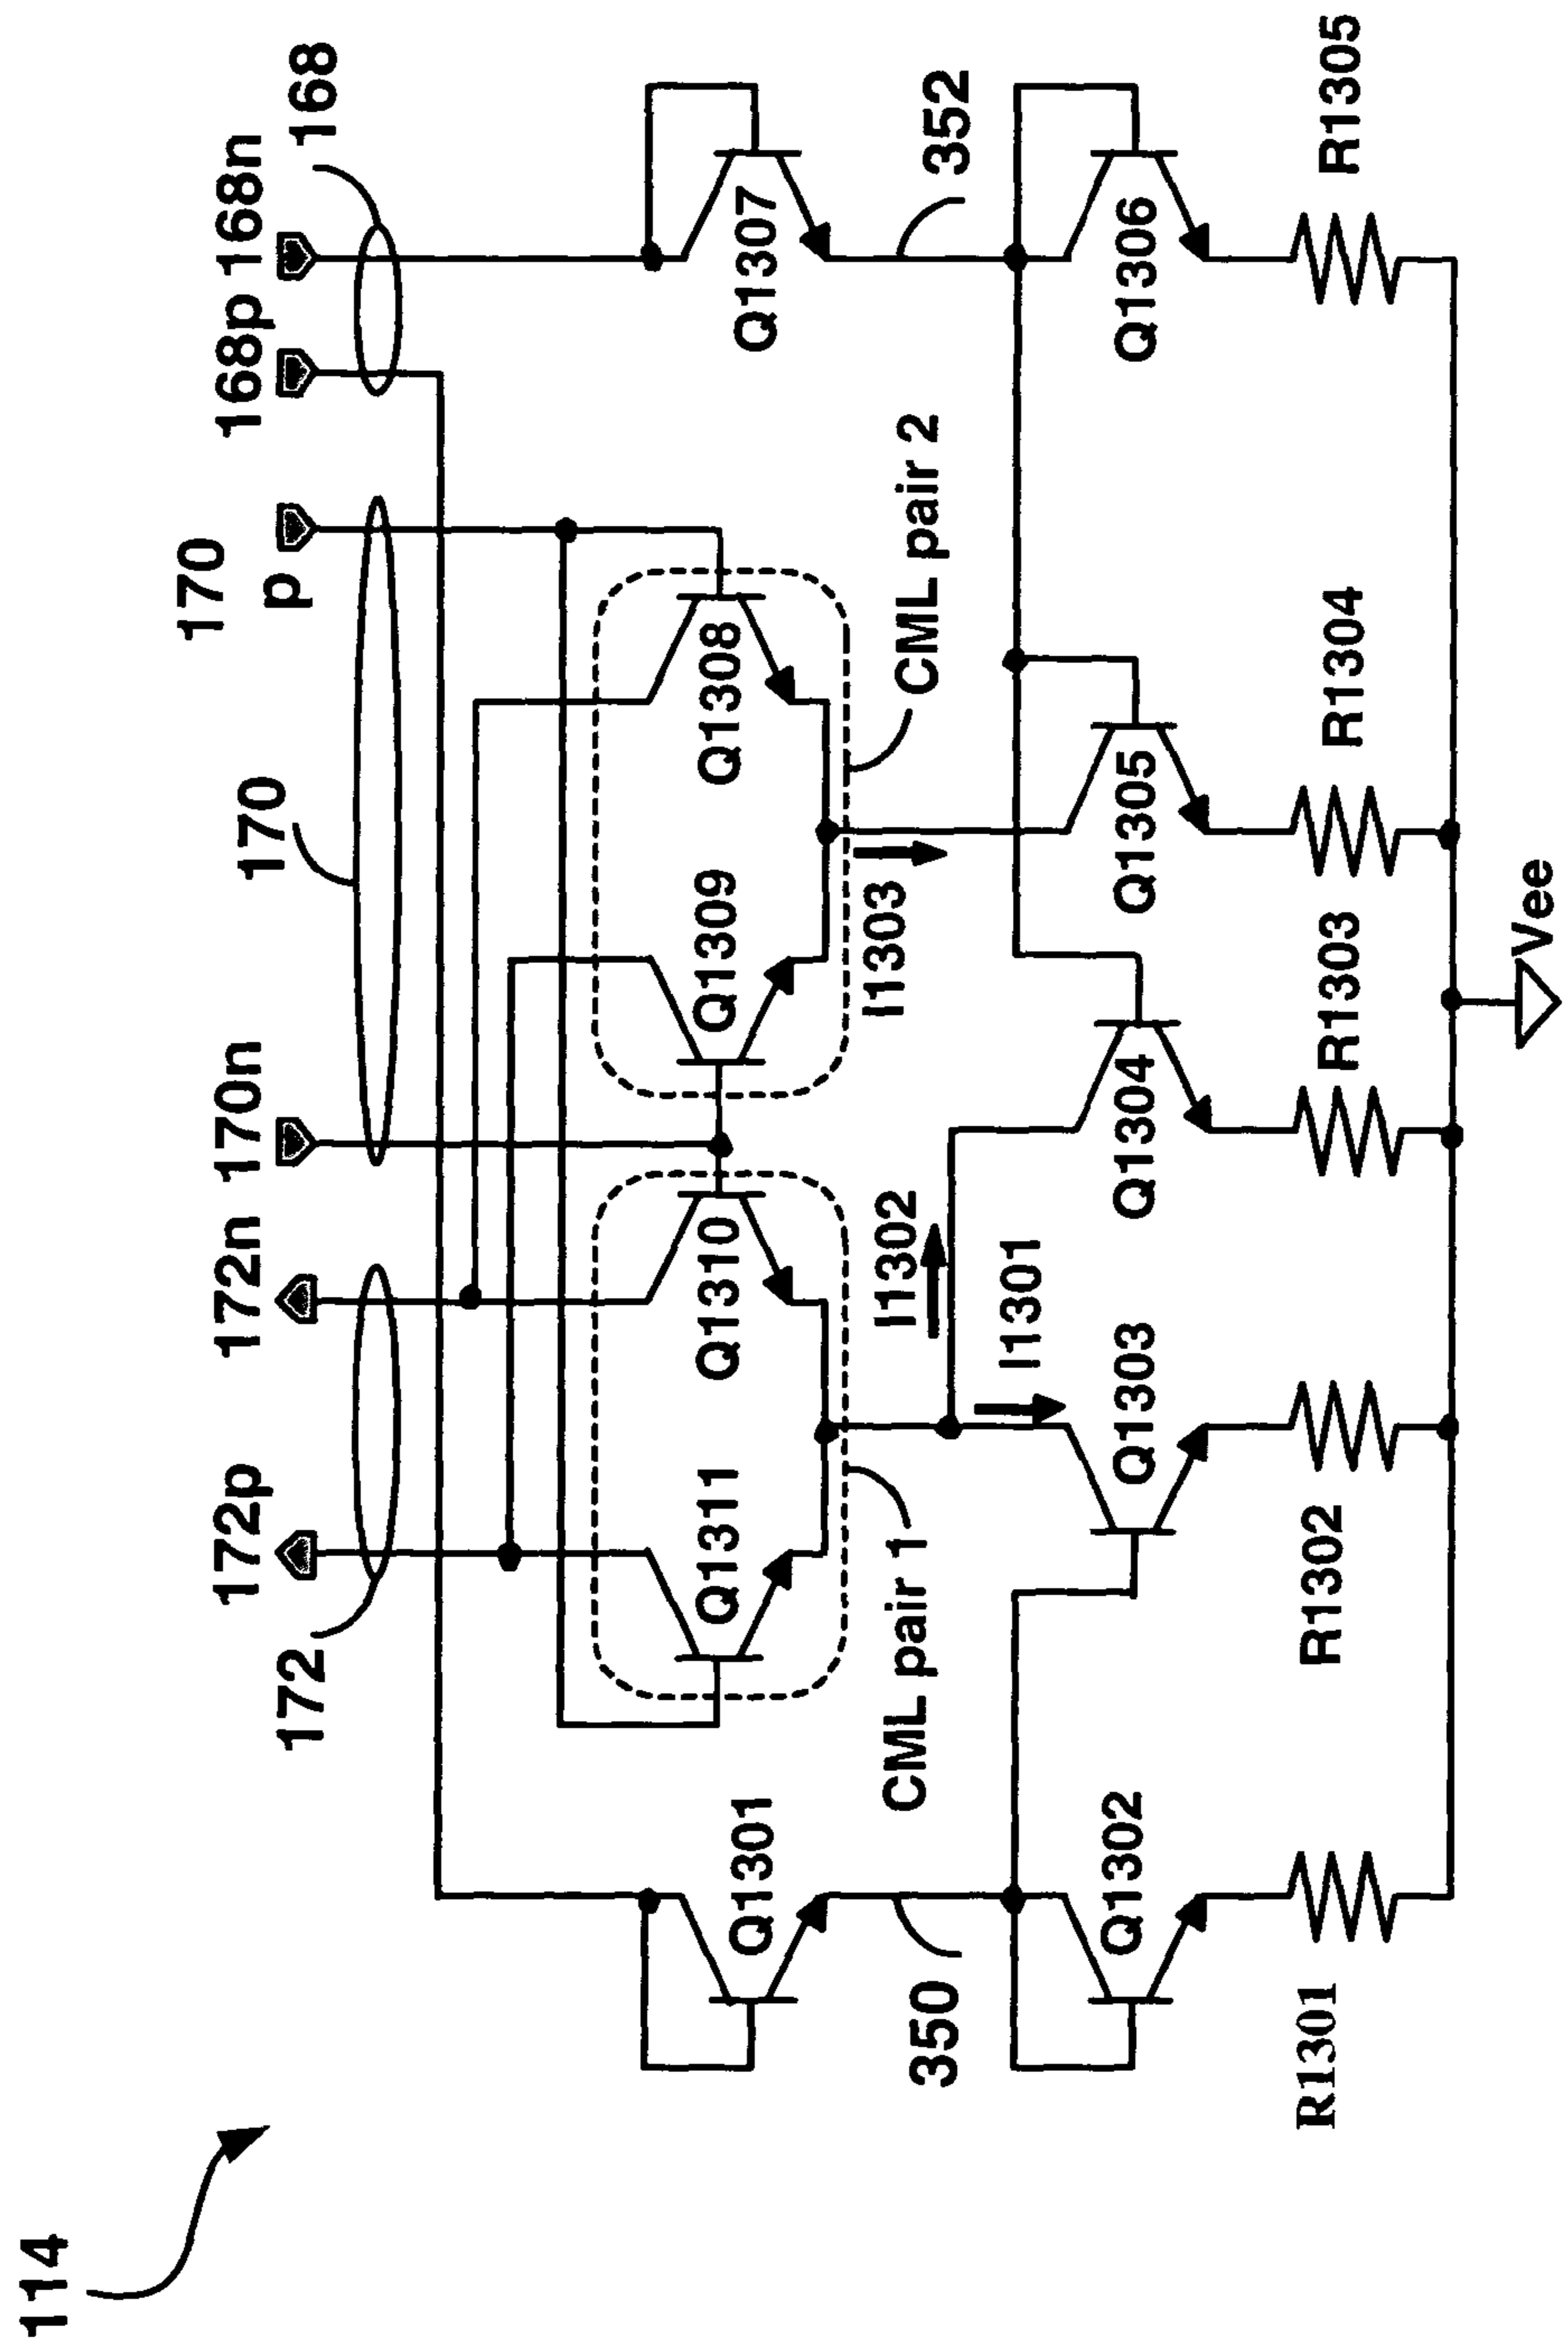 114
172
172p
172n
170n
170
170
p
168p
168n
168
Q1301
Q1311
Q1310
Q1309
Q1308
Q1307
350
CML pair 1
I1302
I1301
I1303
CML pair 2
352
Q1302
Q1303
Q1304
Q1305
Q1306
R1301
R1302
R1303
R1304
R1305
Vee